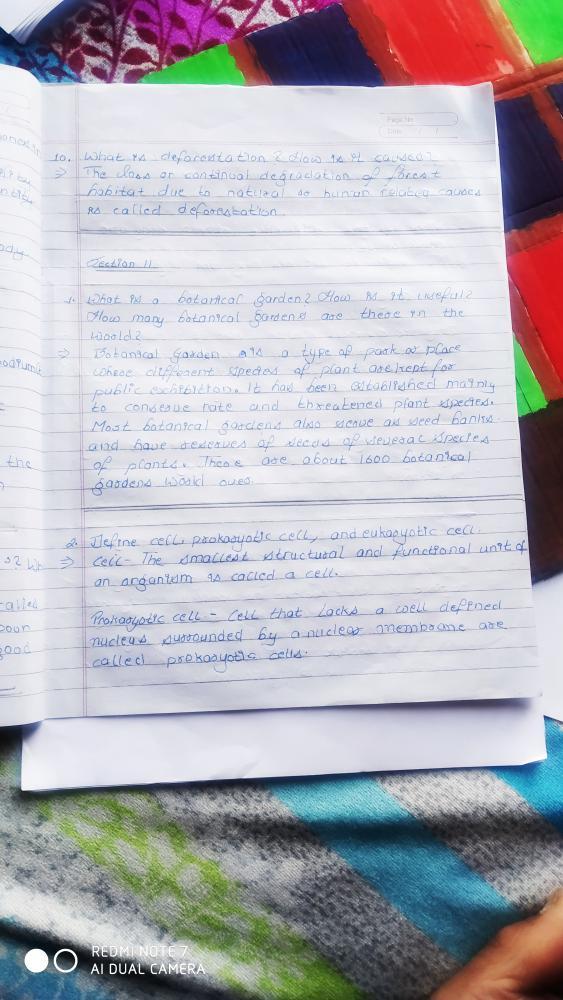 Page No
Date / /
10. What is deforestation? How is it caused?
⇒ The loss or continual degradation of forest
habitat due to natural or human related causes
is called deforestation.
Section 11
1. What is a botanical garden? How is it useful?
How many botanical gardens are there in the
world?
⇒ Botanical Garden is a type of park or place
where different species of plant are kept for
public exhibition. It has been established mainly
to conserve rate and threatened plant species.
Most botanical gardens also serve as seed banks
and have reserves of seeds of several species
of plants. There are about 1600 botanical
gardens world over.
2. Define cell, prokaryotic cell, and eukaryotic cell.
⇒ Cell - The smallest structural and functional unit of
an organism is called a cell.
Prokaryotic cell - Cell that lacks a well defined
nucleus surrounded by a nuclear membrane are
called prokaryotic cells.
the
called
good
REDMI NOTE 7
AI DUAL CAMERA